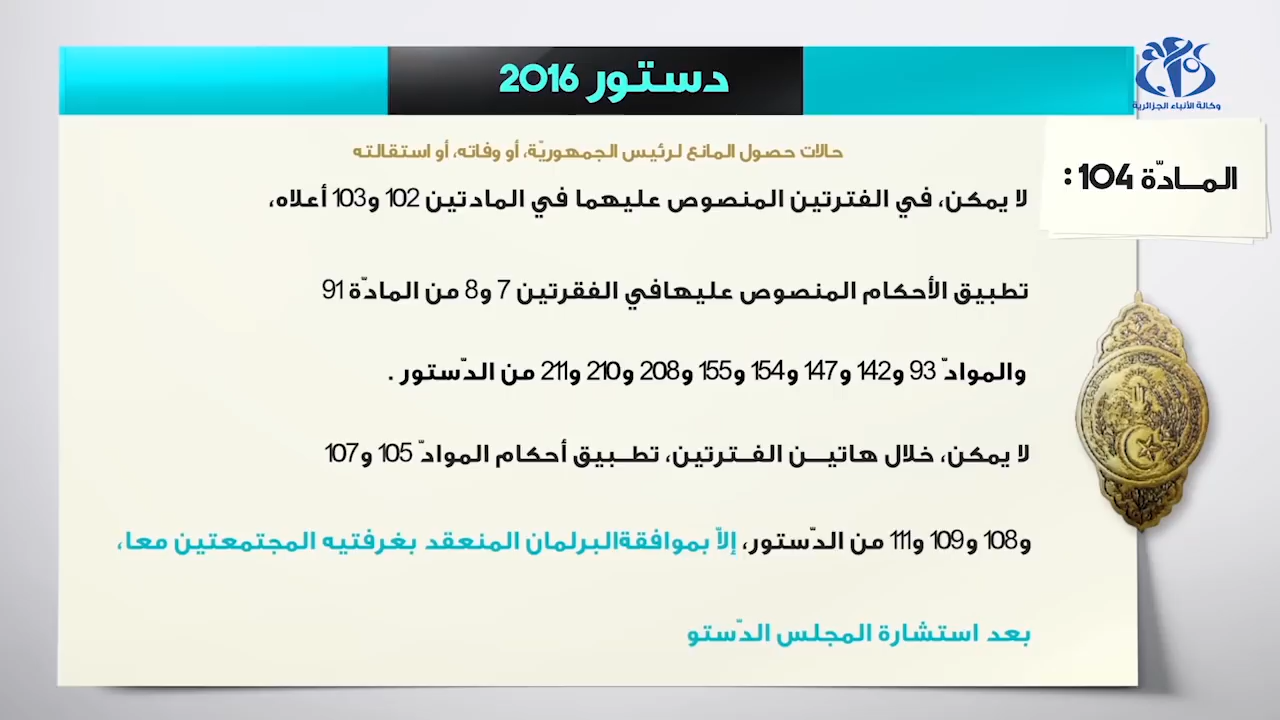 دستور 2016
وكالة الأنباء الجزائرية
المــادّة 104 :
حالات حصول المانع لرئيس الجمهوريّة، أو وفاته، أو استقالته
لا يمكن، في الفترتين المنصوص عليهما في المادتين 102 و103 أعلاه،
تطبيق الأحكام المنصوص عليهافي الفقرتين 7 و8 من المادّة 91
والموادّ 93 و142 و147 و154 و155 و208 و210 و211 من الدّستور .
لا يمكن، خلال هاتيــن الفــترتين، تطــبيق أحكام الموادّ 105 و107
و108 و109 و111 من الدّستور، إلاّ بموافقةالبرلمان المنعقد بغرفتيه المجتمعتين معا،
بعد استشارة المجلس الدّستو